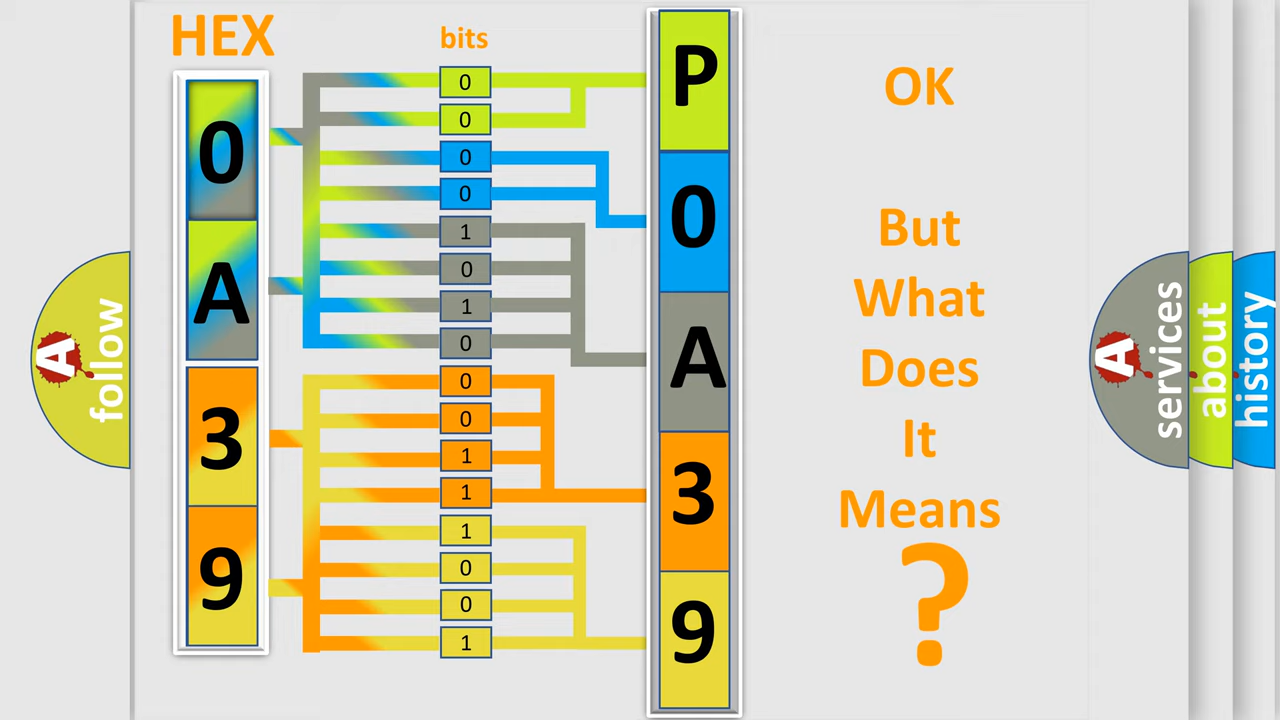 HEX
bits
0
A
3
9
0
0
0
0
1
0
1
0
0
0
1
1
1
0
0
1
P
0
A
3
9
OK
But
What
Does
It
Means
?
A
follow
A
services
about
history